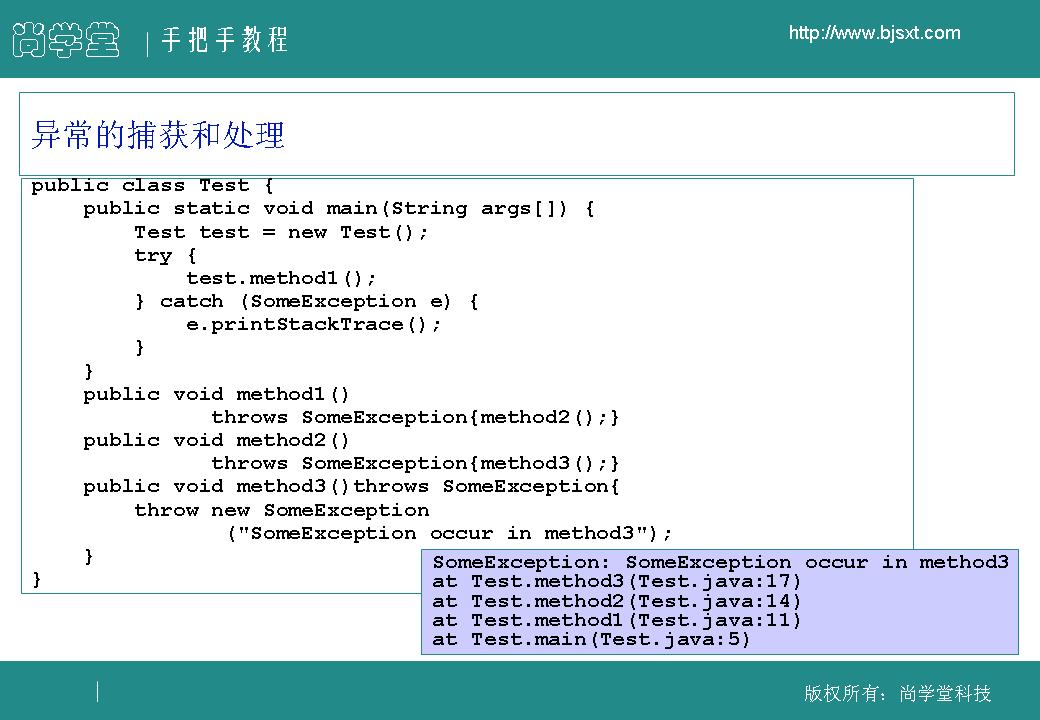 尚学堂
手把手教程
http://www.bjsxt.com
异常的捕获和处理
public class Test {
    public static void main(String args[]) {
        Test test = new Test();
        try {
            test.method1();
        } catch (SomeException e) {
            e.printStackTrace();
        }
    }
    public void method1()
              throws SomeException{method2();}
    public void method2()
              throws SomeException{method3();}
    public void method3()throws SomeException{
        throw new SomeException
               ("SomeException occur in method3");
    }
}
SomeException: SomeException occur in method3
at Test.method3(Test.java:17)
at Test.method2(Test.java:14)
at Test.method1(Test.java:11)
at Test.main(Test.java:5)
版权所有：尚学堂科技